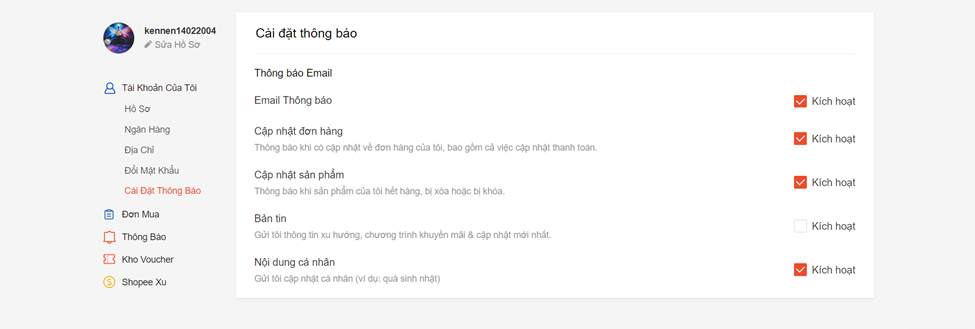 kennen14022004
Sửa Hồ Sơ
Tài Khoản Của Tôi
Hồ Sơ
Ngân Hàng
Địa Chỉ
Đổi Mật Khẩu
Cài Đặt Thông Báo
Đơn Mua
Thông Báo
Kho Voucher
Shopee Xu
Cài đặt thông báo
Thông báo Email
Email Thông báo
Kích hoạt
Cập nhật đơn hàng
Thông báo khi có cập nhật về đơn hàng của tôi, bao gồm cả việc cập nhật thanh toán.
Kích hoạt
Cập nhật sản phẩm
Thông báo khi sản phẩm của tôi hết hàng, bị xóa hoặc bị khóa.
Kích hoạt
Bản tin
Gửi tôi thông tin xu hướng, chương trình khuyến mãi & cập nhật mới nhất.
Kích hoạt
Nội dung cá nhân
Gửi tôi cập nhật cá nhân (ví dụ: quà sinh nhật)
Kích hoạt